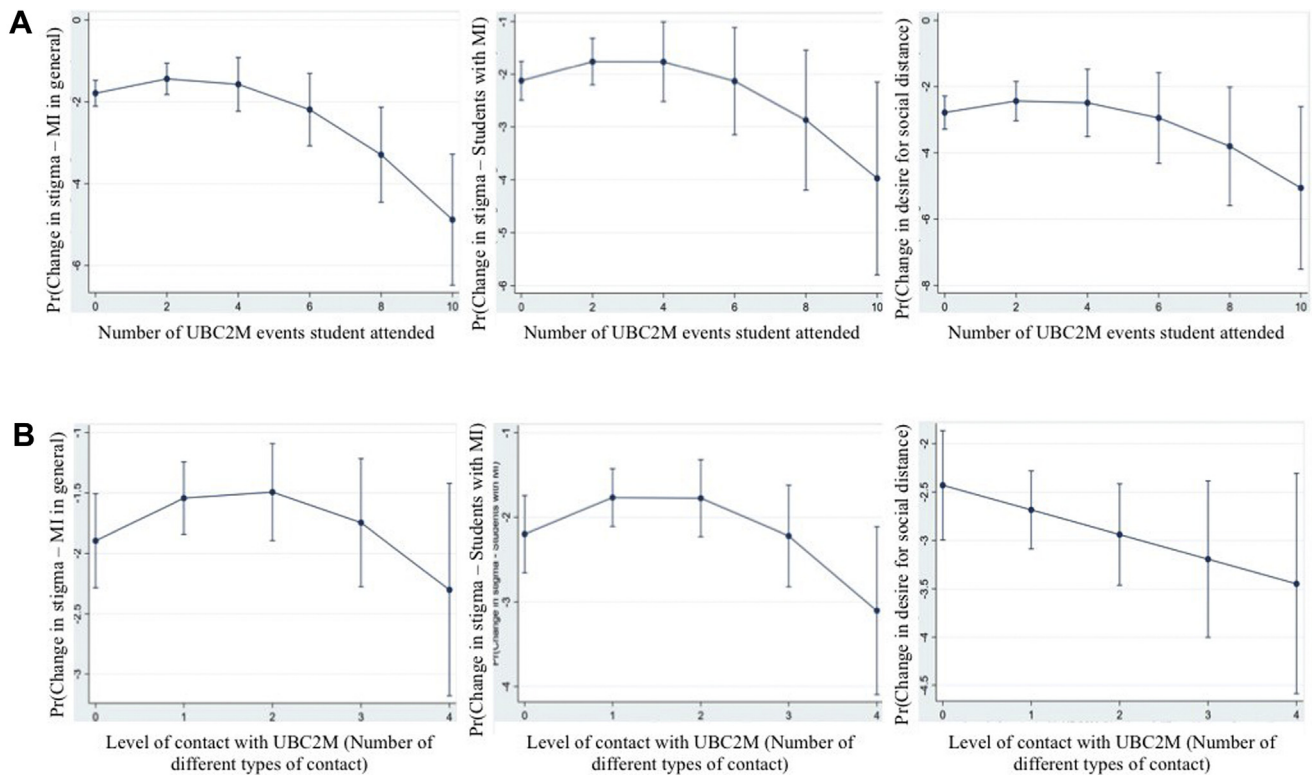 A
Pr(Change in stigma – MI in general)
0
-2
-4
-6
0 2 4 6 8 10
Number of UBC2M events student attended
Pr(Change in stigma – Students with MI)
-1
-2
-3
-4
-5
-6
0 2 4 6 8 10
Number of UBC2M events student attended
Pr(Change in desire for social distance)
0
-2
-4
-6
-8
0 2 4 6 8 10
Number of UBC2M events student attended
B
Pr(Change in stigma – MI in general)
-1
-1.5
-2
-2.5
-3
0 1 2 3 4
Level of contact with UBC2M (Number of
different types of contact)
Pr(Change in stigma – Students with MI)
Pr(Change in stigma - Students with MI)
-1
-2
-3
-4
0 1 2 3 4
Level of contact with UBC2M (Number of
different types of contact)
Pr(Change in desire for social distance)
-2
-2.5
-3
-3.5
-4
-4.5
0 1 2 3 4
Level of contact with UBC2M (Number of
different types of contact)